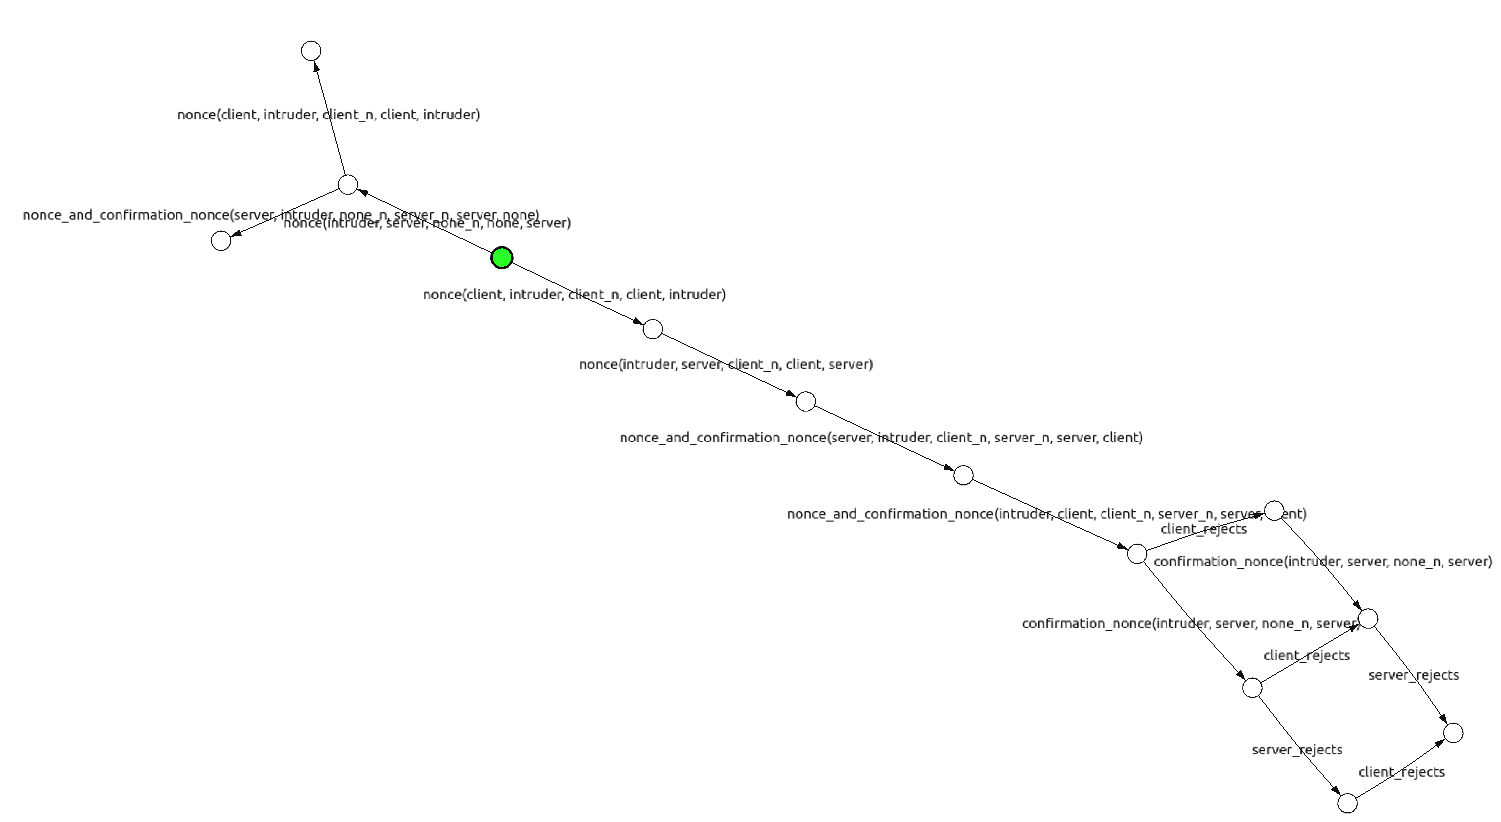 nonce(client, intruder, client_n, client, intruder)
nonce_and_confirmation_nonce(server, intruder, none_n, server_n, server, none)
nonce(intruder, server, none_n, none, server)
nonce(client, intruder, client_n, client, intruder)
nonce(intruder, server, client_n, client, server)
nonce_and_confirmation_nonce(server, intruder, client_n, server_n, server, client)
nonce_and_confirmation_nonce(intruder, client, client_n, server_n, server, client)
client_rejects
confirmation_nonce(intruder, server, none_n, server)
confirmation_nonce(intruder, server, none_n, server)
client_rejects
server_rejects
server_rejects
client_rejects